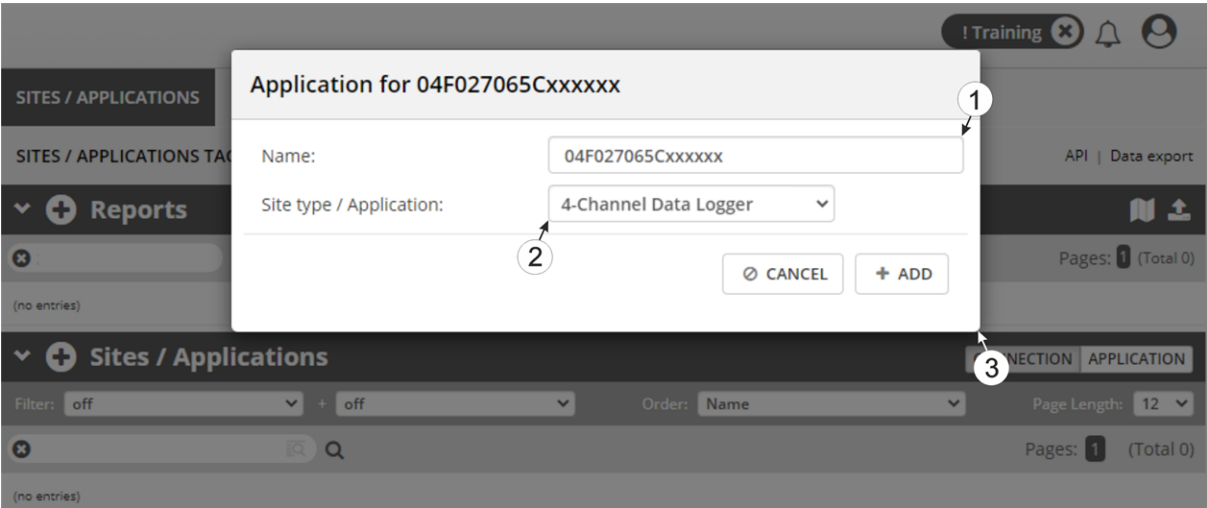 ! Training
Application for 04F027065Cxxxxxx
1
SITES / APPLICATIONS
SITES / APPLICATIONS TAG
Name:
04F027065Cxxxxxx
API | Data export
Site type / Application:
4-Channel Data Logger
Reports
2
Pages: 1 (Total 0)
CANCEL
+ ADD
(no entries)
Sites / Applications
3
NNECTION
APPLICATION
Filter: off + off Order: Name Page Length: 12
Pages: 1 (Total 0)
(no entries)